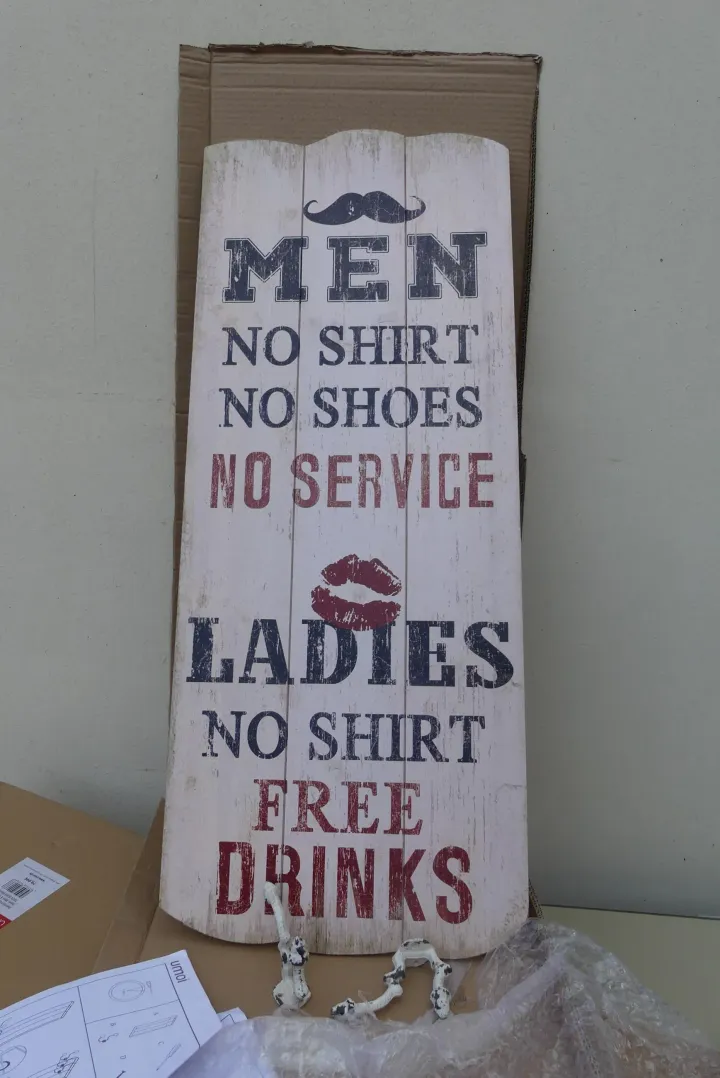 MEN
NO SHIRT
NO SHOES
NO SERVICE
LADIES
NO SHIRT
FREE
DRINKS